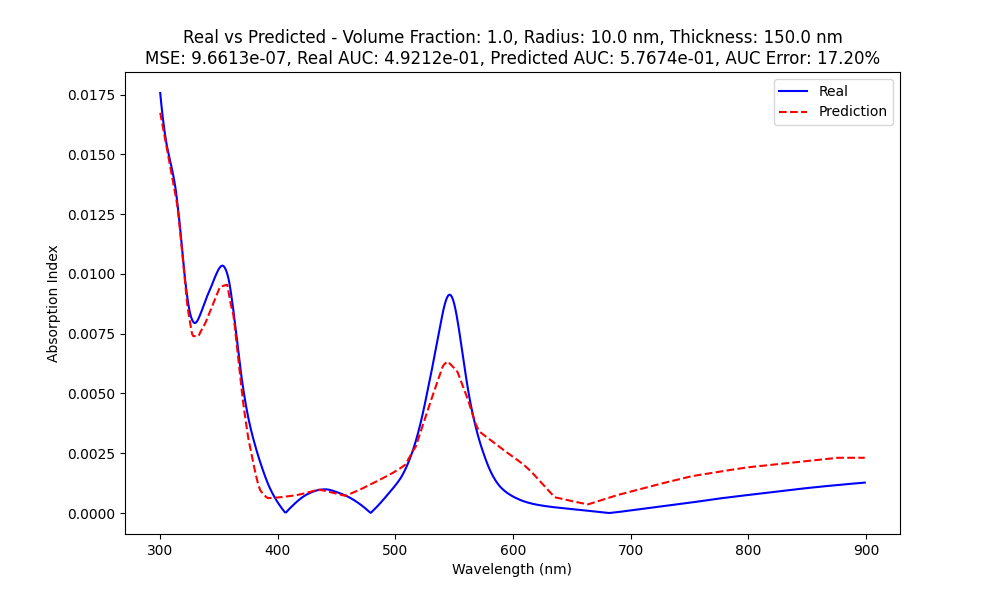 Real vs Predicted - Volume Fraction: 1.0, Radius: 10.0 nm, Thickness: 150.0 nm
MSE: 9.6613e-07, Real AUC: 4.9212e-01, Predicted AUC: 5.7674e-01, AUC Error: 17.20%
Real
Prediction
0.0175
0.0150
0.0125
0.0100
0.0075
0.0050
0.0025
0.0000
Absorption Index
300 400 500 600 700 800 900
Wavelength (nm)